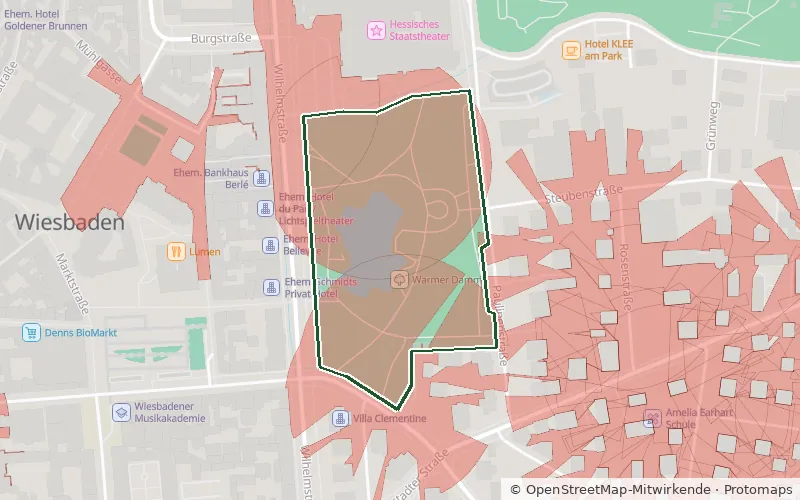 Ehem. Hotel
Goldener Brunnen
Burgstraße
Hessisches
Staatstheater
Hotel KLEE
am Park
Mühlgasse
Wilhelmstraße
Grünweg
Ehem. Bankhaus
Berlé
Steubenstraße
Ehem. Hotel
du Parc
Lichtspieltheater
Wiesbaden
Lumen
Ehem. Hotel
Bellevue
Rosenstraße
Marktstraße
Ehem. Schmidts
Privat-Hotel
Warmer Damm
Paulinenstraße
Denns BioMarkt
Wiesbadener
Musikakademie
Villa Clementine
Amelia Earhart
Schule
© OpenStreetMap-Mitwirkende, © Protomaps